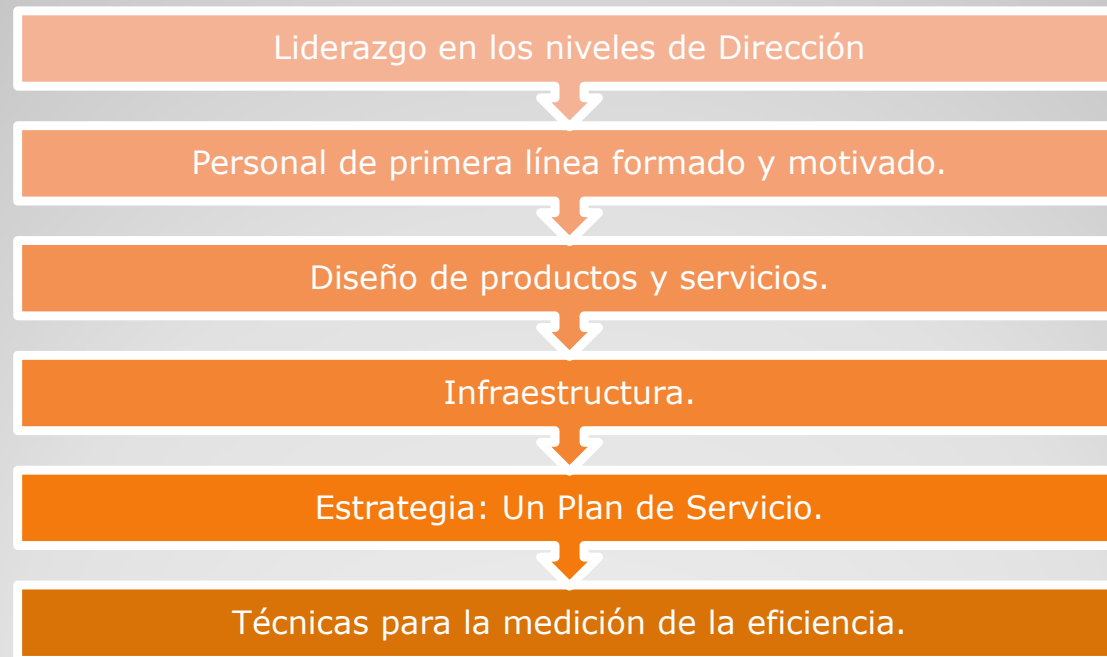 Liderazgo en los niveles de Dirección
Personal de primera línea formado y motivado.
Diseño de productos y servicios.
Infraestructura.
Estrategia: Un Plan de Servicio.
Técnicas para la medición de la eficiencia.